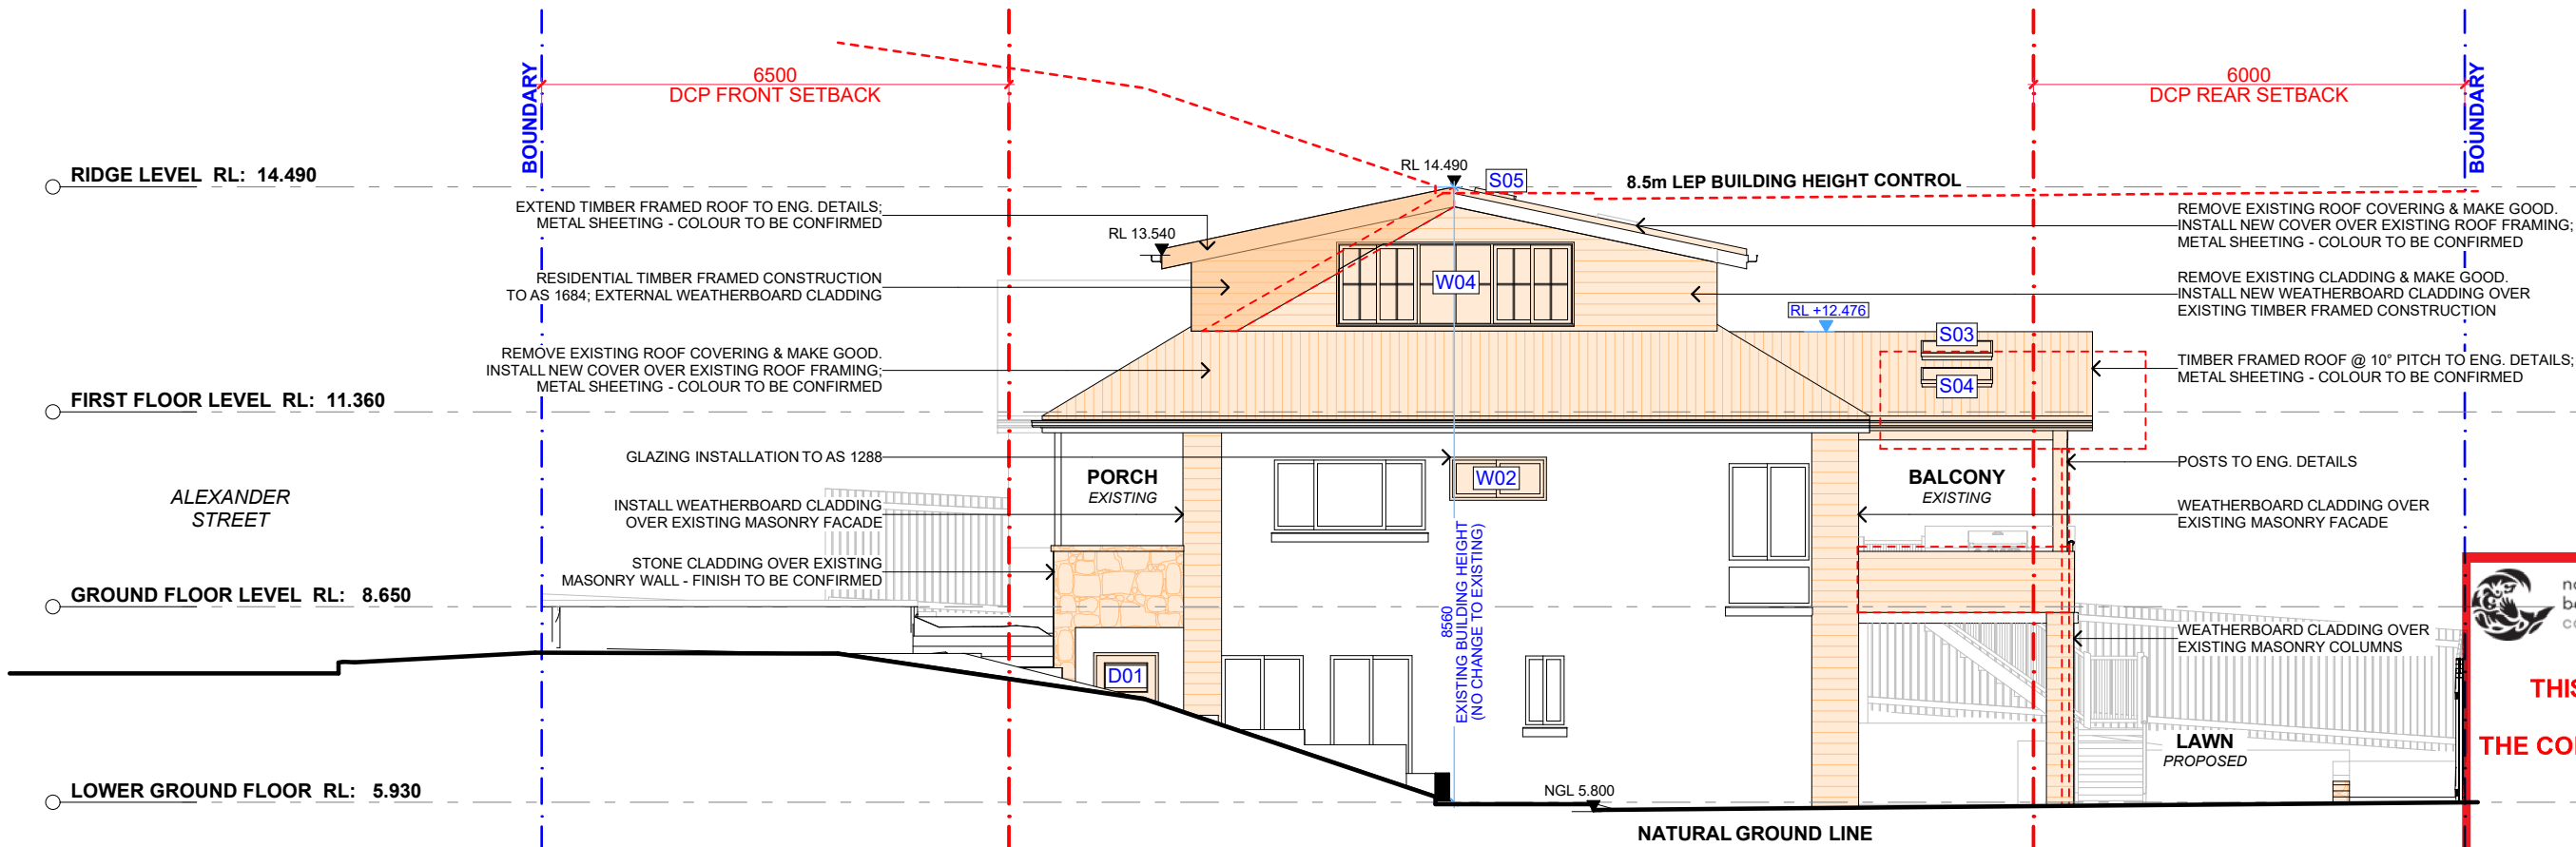 6500
DCP FRONT SETBACK
6000
DCP REAR SETBACK
BOUNDARY
BOUNDARY
RIDGE LEVEL RL: 14.490
RL 14.490
S05
8.5m LEP BUILDING HEIGHT CONTROL
EXTEND TIMBER FRAMED ROOF TO ENG. DETAILS;
METAL SHEETING - COLOUR TO BE CONFIRMED
RL 13.540
REMOVE EXISTING ROOF COVERING & MAKE GOOD.
INSTALL NEW COVER OVER EXISTING ROOF FRAMING;
METAL SHEETING - COLOUR TO BE CONFIRMED
RESIDENTIAL TIMBER FRAMED CONSTRUCTION
TO AS 1684; EXTERNAL WEATHERBOARD CLADDING
W04
REMOVE EXISTING CLADDING & MAKE GOOD.
INSTALL NEW WEATHERBOARD CLADDING OVER
EXISTING TIMBER FRAMED CONSTRUCTION
RL +12.476
S03
S04
REMOVE EXISTING ROOF COVERING & MAKE GOOD.
INSTALL NEW COVER OVER EXISTING ROOF FRAMING;
METAL SHEETING - COLOUR TO BE CONFIRMED
TIMBER FRAMED ROOF @ 10° PITCH TO ENG. DETAILS;
METAL SHEETING - COLOUR TO BE CONFIRMED
FIRST FLOOR LEVEL RL: 11.360
GLAZING INSTALLATION TO AS 1288
PORCH
EXISTING
W02
BALCONY
EXISTING
POSTS TO ENG. DETAILS
ALEXANDER
STREET
INSTALL WEATHERBOARD CLADDING
OVER EXISTING MASONRY FACADE
WEATHERBOARD CLADDING OVER
EXISTING MASONRY FACADE
STONE CLADDING OVER EXISTING
MASONRY WALL - FINISH TO BE CONFIRMED
8560
EXISTING BUILDING HEIGHT
(NO CHANGE TO EXISTING)
GROUND FLOOR LEVEL RL: 8.650
WEATHERBOARD CLADDING OVER
EXISTING MASONRY COLUMNS
D01
THIS
LAWN
PROPOSED
LOWER GROUND FLOOR RL: 5.930
NGL 5.800
NATURAL GROUND LINE